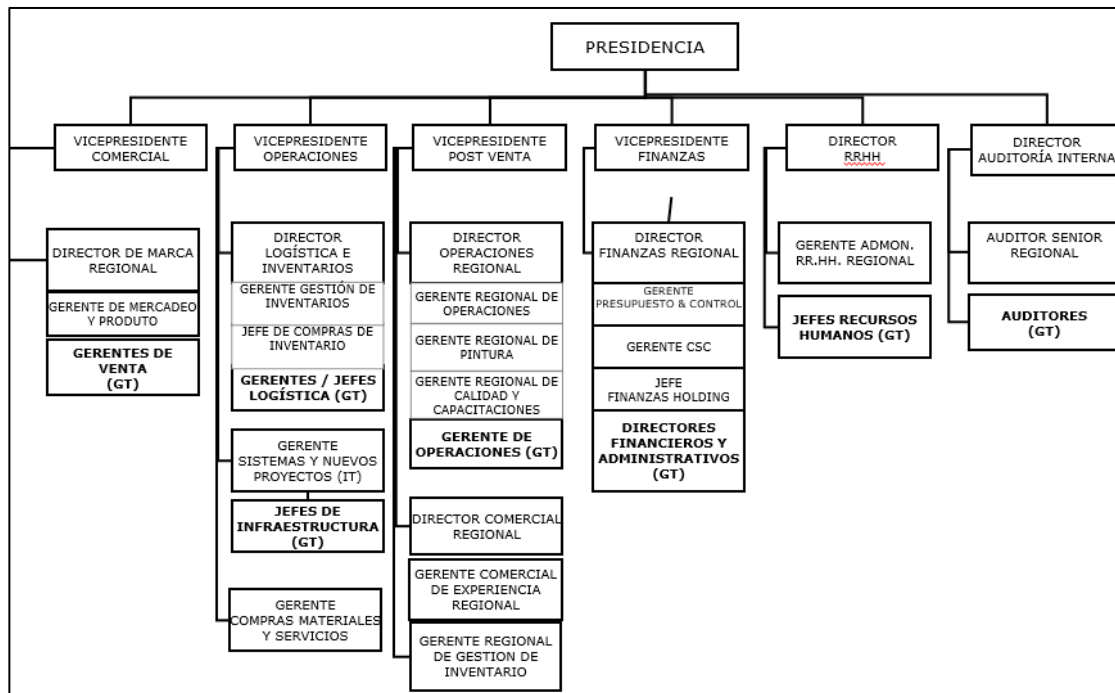 PRESIDENCIA
VICEPRESIDENTE
COMERCIAL
VICEPRESIDENTE
OPERACIONES
VICEPRESIDENTE
POST VENTA
VICEPRESIDENTE
FINANZAS
DIRECTOR
RRHH
DIRECTOR
AUDITORÍA INTERNA
DIRECTOR DE MARCA
REGIONAL
GERENTE DE MERCADEO
Y PRODUTO
GERENTES DE
VENTA
(GT)
DIRECTOR
LOGÍSTICA E
INVENTARIOS
GERENTE GESTIÓN DE
INVENTARIOS
JEFE DE COMPRAS DE
INVENTARIO
GERENTES / JEFES
LOGÍSTICA (GT)
GERENTE
SISTEMAS Y NUEVOS
PROYECTOS (IT)
JEFES DE
INFRAESTRUCTURA
(GT)
GERENTE
COMPRAS MATERIALES
Y SERVICIOS
DIRECTOR
OPERACIONES
REGIONAL
GERENTE REGIONAL DE
OPERACIONES
GERENTE REGIONAL DE
PINTURA
GERENTE REGIONAL DE
CALIDAD Y
CAPACITACIONES
GERENTE DE
OPERACIONES (GT)
DIRECTOR COMERCIAL
REGIONAL
GERENTE COMERCIAL
DE EXPERIENCIA
REGIONAL
GERENTE REGIONAL
DE GESTION DE
INVENTARIO
DIRECTOR
FINANZAS REGIONAL
GERENTE
PRESUPUESTO & CONTROL
GERENTE CSC
JEFE
FINANZAS HOLDING
DIRECTORES
FINANCIEROS Y
ADMINISTRATIVOS
(GT)
GERENTE ADMON.
RR.HH. REGIONAL
JEFES RECURSOS
HUMANOS (GT)
AUDITOR SENIOR
REGIONAL
AUDITORES
(GT)